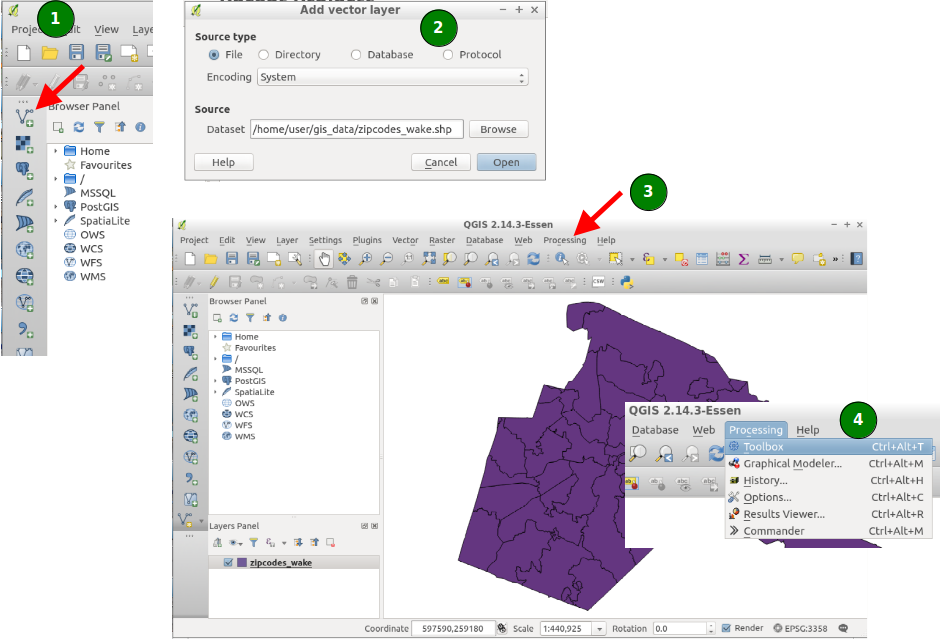 1
Project Edit View Laye
Browser Panel
Home
Favourites
/
MSSQL
PostGIS
SpatiaLite
OWS
WCS
WFS
WMS
Add vector layer
2
Source type
File Directory Database Protocol
Encoding System
Source
Dataset /home/user/gis_data/zipcodes_wake.shp Browse
Help Cancel Open
3
QGIS 2.14.3-Essen
Project Edit View Layer Settings Plugins Vector Raster Database Web Processing Help
Browser Panel
Home
Favourites
/
MSSQL
PostGIS
SpatiaLite
OWS
WCS
WFS
WMS
Layers Panel
zipcodes_wake
4
QGIS 2.14.3-Essen
Database Web Processing Help
Toolbox Ctrl+Alt+T
Graphical Modeler... Ctrl+Alt+M
History... Ctrl+Alt+H
Options... Ctrl+Alt+C
Results Viewer... Ctrl+Alt+R
Commander Ctrl+Alt+M
Coordinate 597590,259180 Scale 1:440,925 Rotation 0.0 Render EPSG:3358